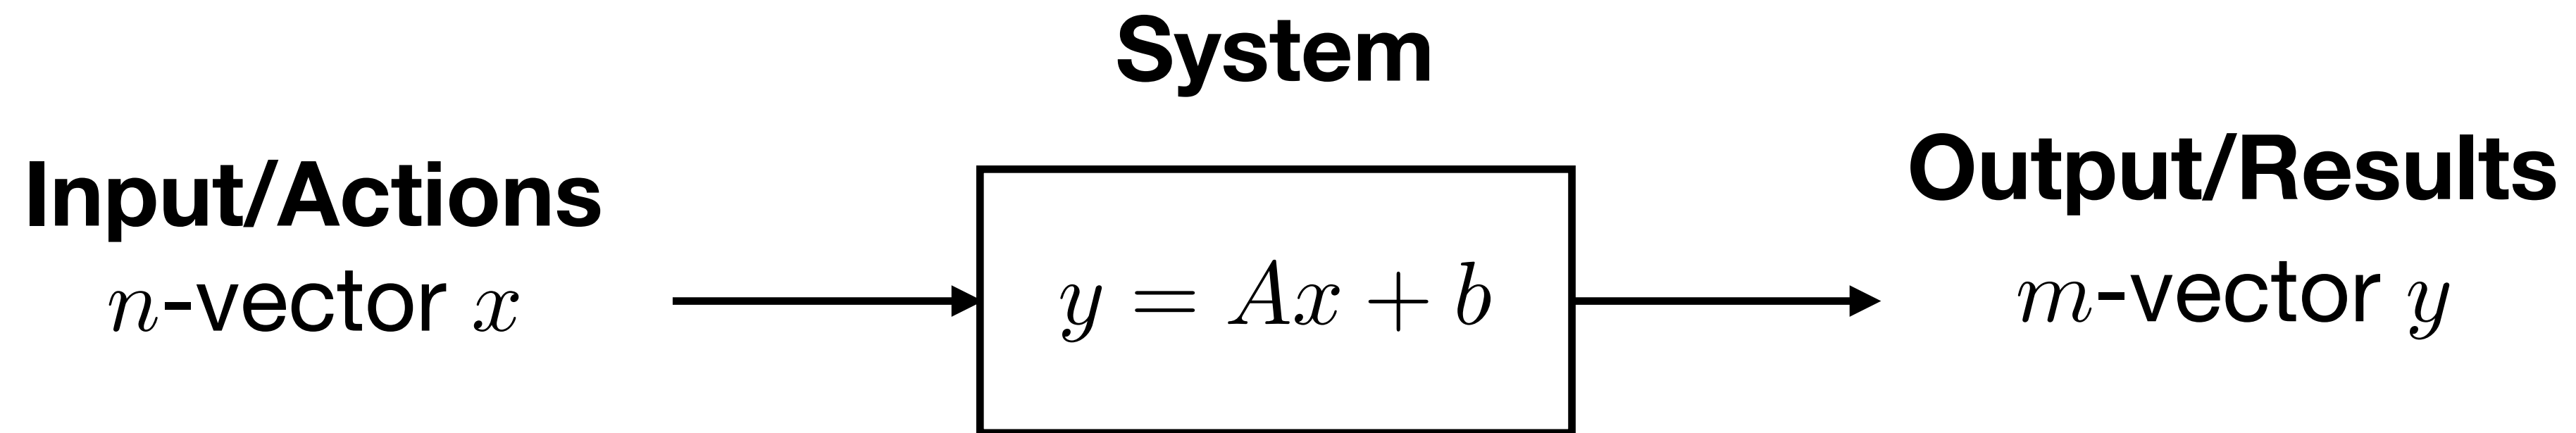 System
Input/Actions
n-vector x
y = Ax + b
Output/Results
m-vector y